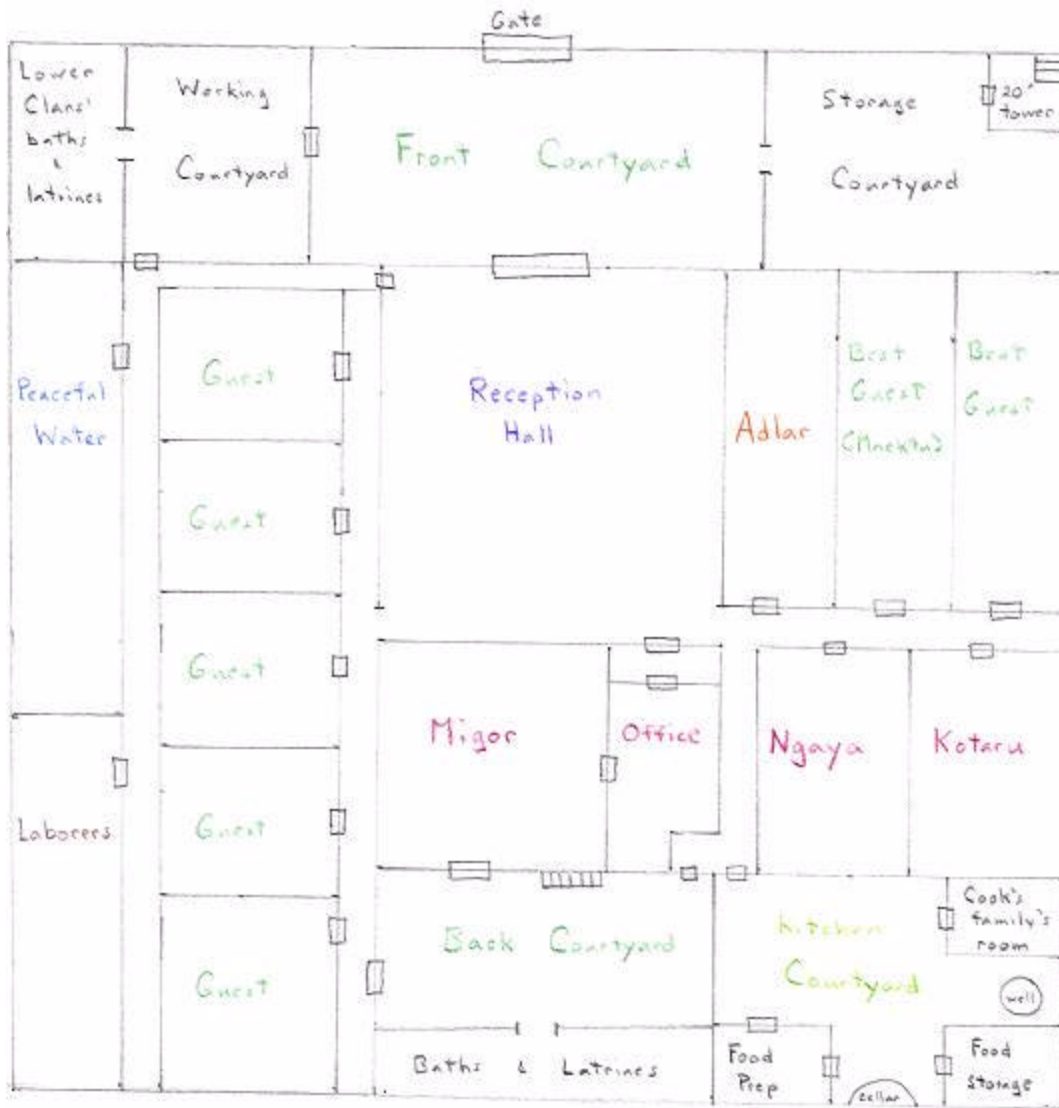 Gate
Lower
Clans'
baths
&
latrines
Working
Courtyard
Front Courtyard
Storage
Courtyard
20'
tower
Peaceful
Water
Guest
Reception
Hall
Adlar
Best
Guest
Best
Guest
Guest
Guest
Migor
Office
Ngaya
Kotaru
Laborers
Guest
Guest
Back Courtyard
Kitchen
Courtyard
Cook's
family's
room
well
Baths & Latrines
Food
Prep
cellar
Food
Storage